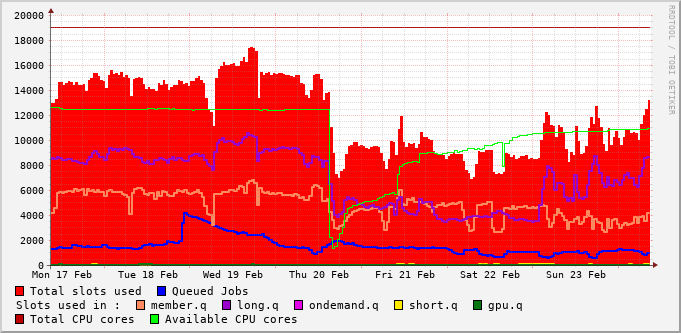 20000
18000
16000
14000
12000
10000
8000
6000
4000
2000
0
Mon 17 Feb Tue 18 Feb Wed 19 Feb Thu 20 Feb Fri 21 Feb Sat 22 Feb Sun 23 Feb
Total slots used Queued Jobs
Slots used in : member.q long.q ondemand.q short.q gpu.q
Total CPU cores Available CPU cores
RRDTOOL / TOBI OETIKER